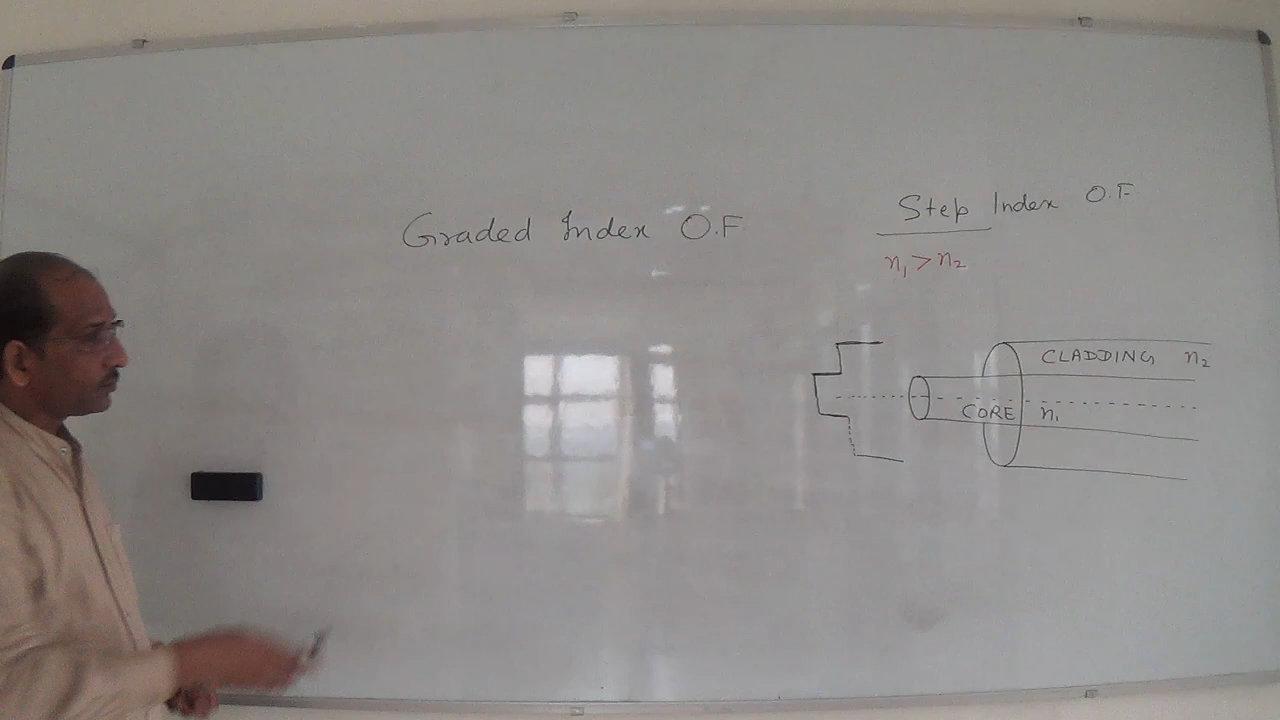 Graded Index O.F
Step Index O.F
n₁ > n₂
CLADDING n₂
CORE n₁